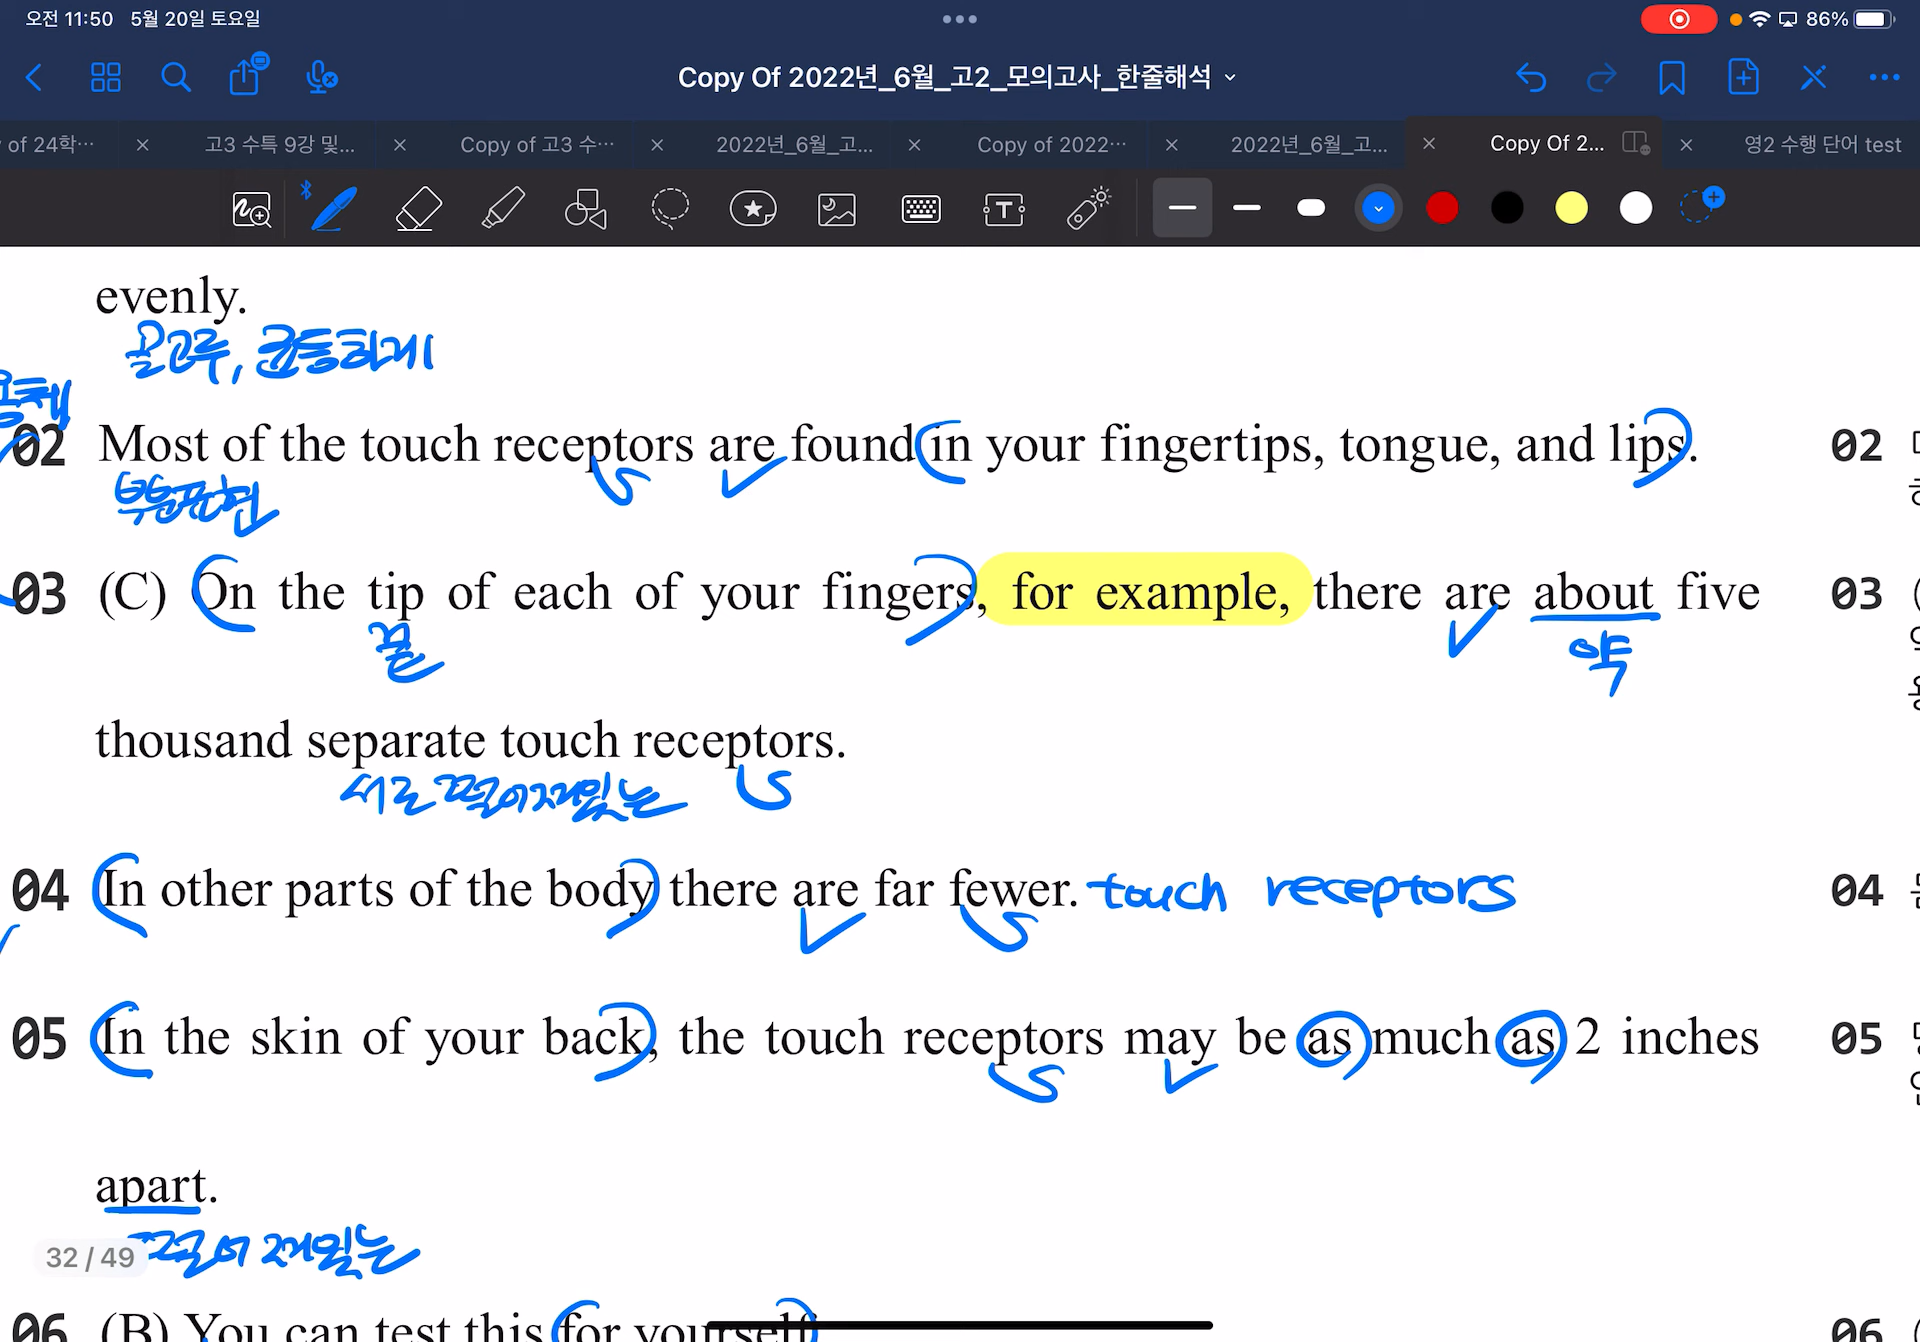 오전 11:50 5월 20일 토요일
86%
Copy Of 2022년_6월_고2_모의고사_한줄해석
of 24학···
고3 수특 9강 및...
Copy of 고3 수···
2022년_6월_고...
Copy of 2022···
2022년_6월_고...
Copy Of 2...
영2 수행 단어 test
evenly.
골고루, 균등하게
02 Most of the touch receptors are found in your fingertips, tongue, and lips. 02
부분표현
03 (C) On the tip of each of your fingers, for example, there are about five 03
끝 약
thousand separate touch receptors.
서로 떨어져있는
04 In other parts of the body there are far fewer. touch receptors 04
05 In the skin of your back, the touch receptors may be as much as 2 inches 05
apart.
떨어져있는
32 / 49
06 (B) You can test this for yourself 06